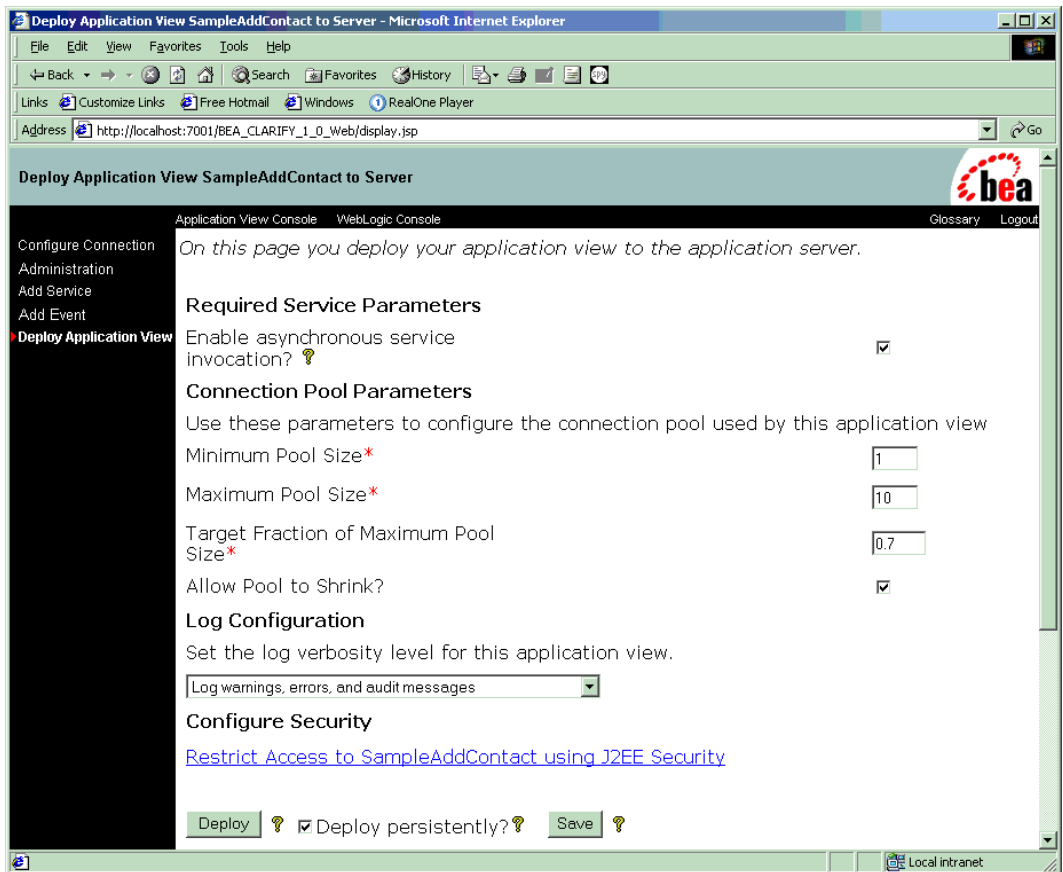 Deploy Application View SampleAddContact to Server - Microsoft Internet Explorer
File Edit View Favorites Tools Help
Back Search Favorites History
Links Customize Links Free Hotmail Windows RealOne Player
Address http://localhost:7001/BEA_CLARIFY_1_0_Web/display.jsp Go
Deploy Application View SampleAddContact to Server
bea
Application View Console WebLogic Console Glossary Logout
Configure Connection
Administration
Add Service
Add Event
Deploy Application View
On this page you deploy your application view to the application server.
Required Service Parameters
Enable asynchronous service
invocation? ?
Connection Pool Parameters
Use these parameters to configure the connection pool used by this application view
Minimum Pool Size* 1
Maximum Pool Size* 10
Target Fraction of Maximum Pool
Size* 0.7
Allow Pool to Shrink?
Log Configuration
Set the log verbosity level for this application view.
Log warnings, errors, and audit messages
Configure Security
Restrict Access to SampleAddContact using J2EE Security
Deploy ? Deploy persistently? ? Save ?
Local intranet